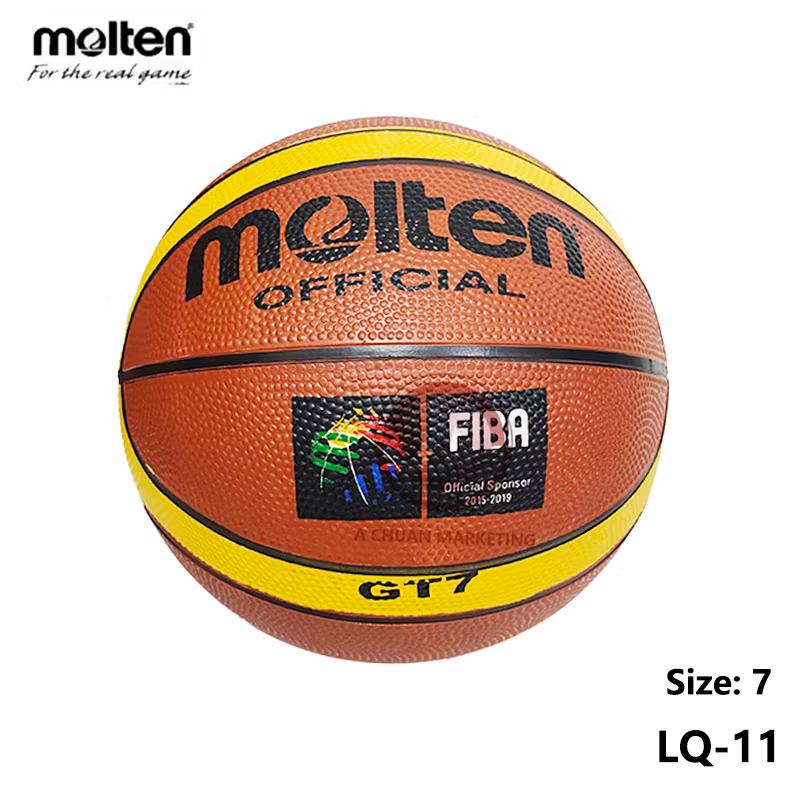 molten
For the real game
molten
OFFICIAL
FIBA
Official Sponsor
2015-2019
A CHUAN MARKETING
GT7
Size: 7
LQ-11